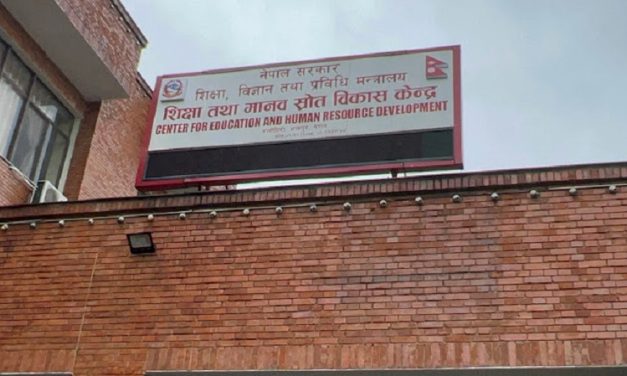 नेपाल सरकार
शिक्षा, विज्ञान तथा प्रविधि मन्त्रालय
शिक्षा तथा मानव स्रोत विकास केन्द्र
CENTER FOR EDUCATION AND HUMAN RESOURCE DEVELOPMENT